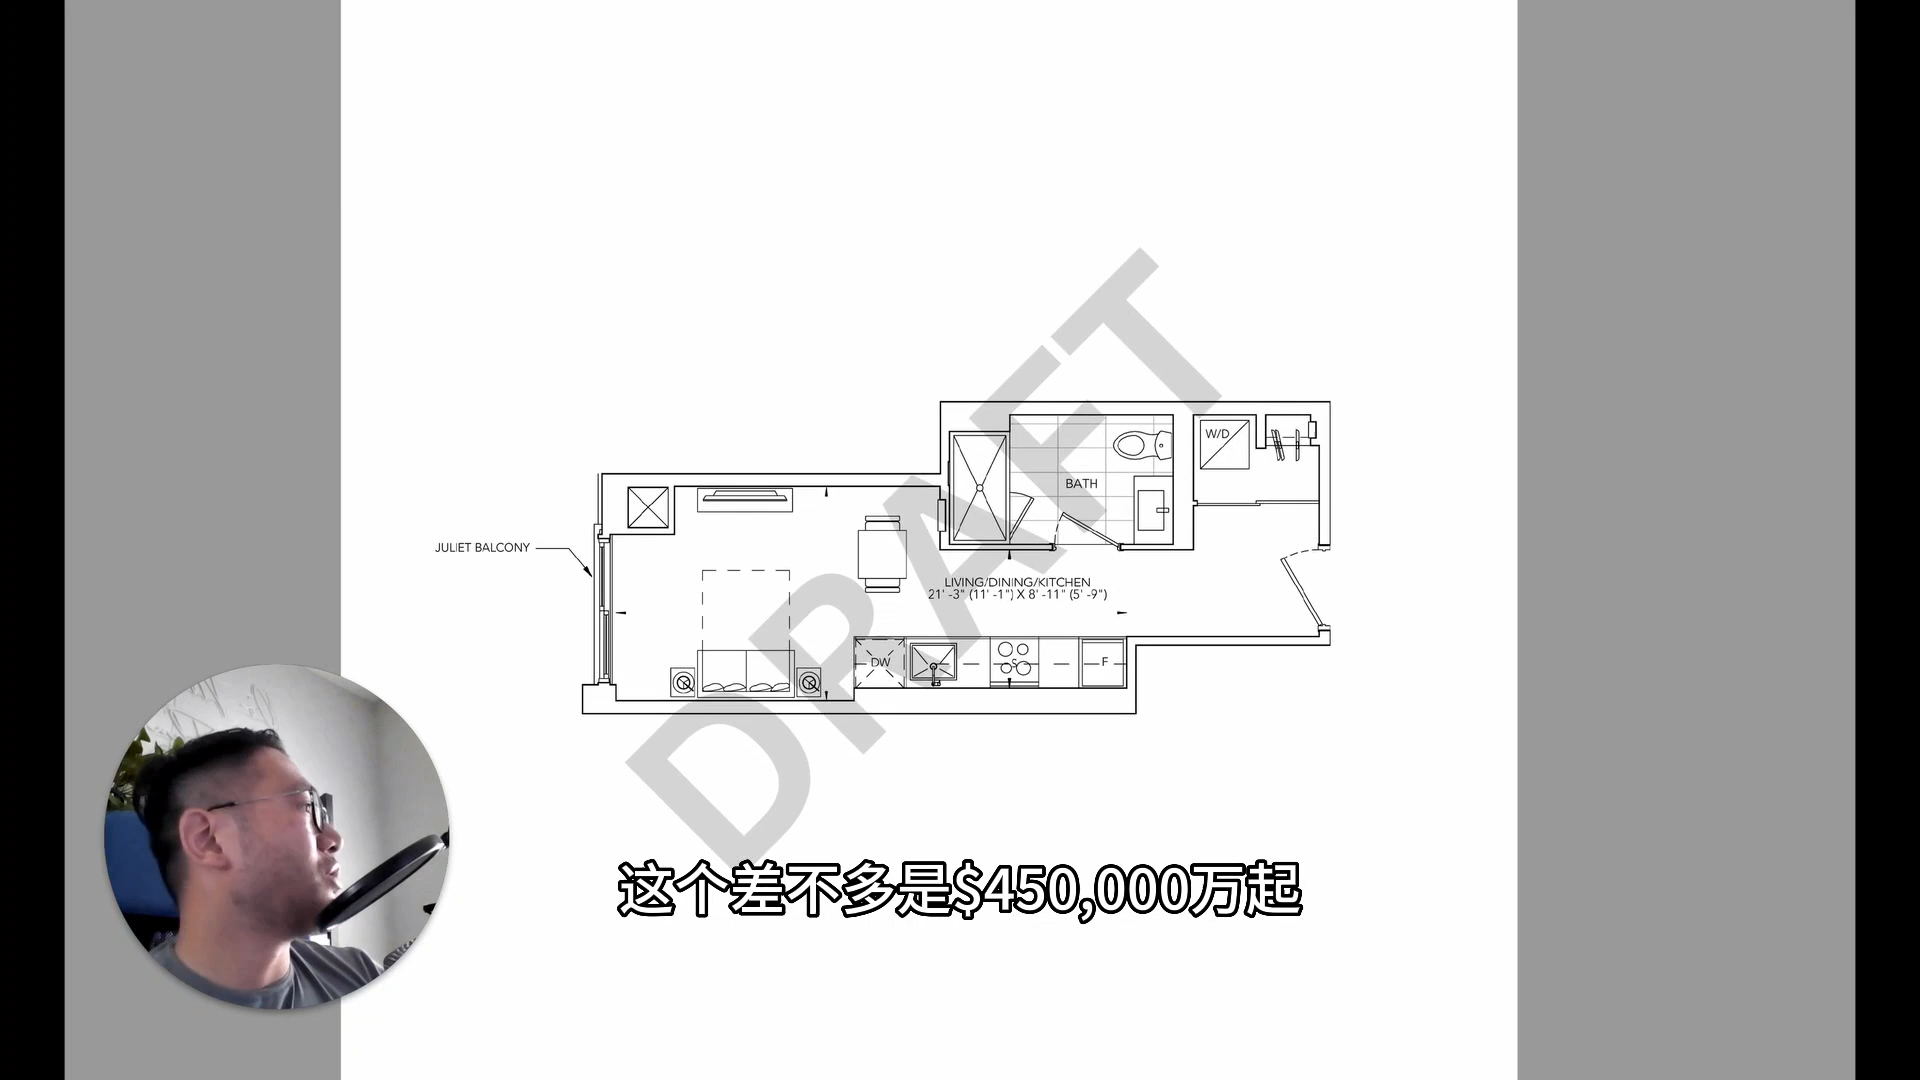 DRAFT
W/D
BATH
JULIET BALCONY
LIVING/DINING/KITCHEN
21' -3" (11' -1") X 8' -11" (5' -9")
DW
S
F
这个差不多是$450,000万起